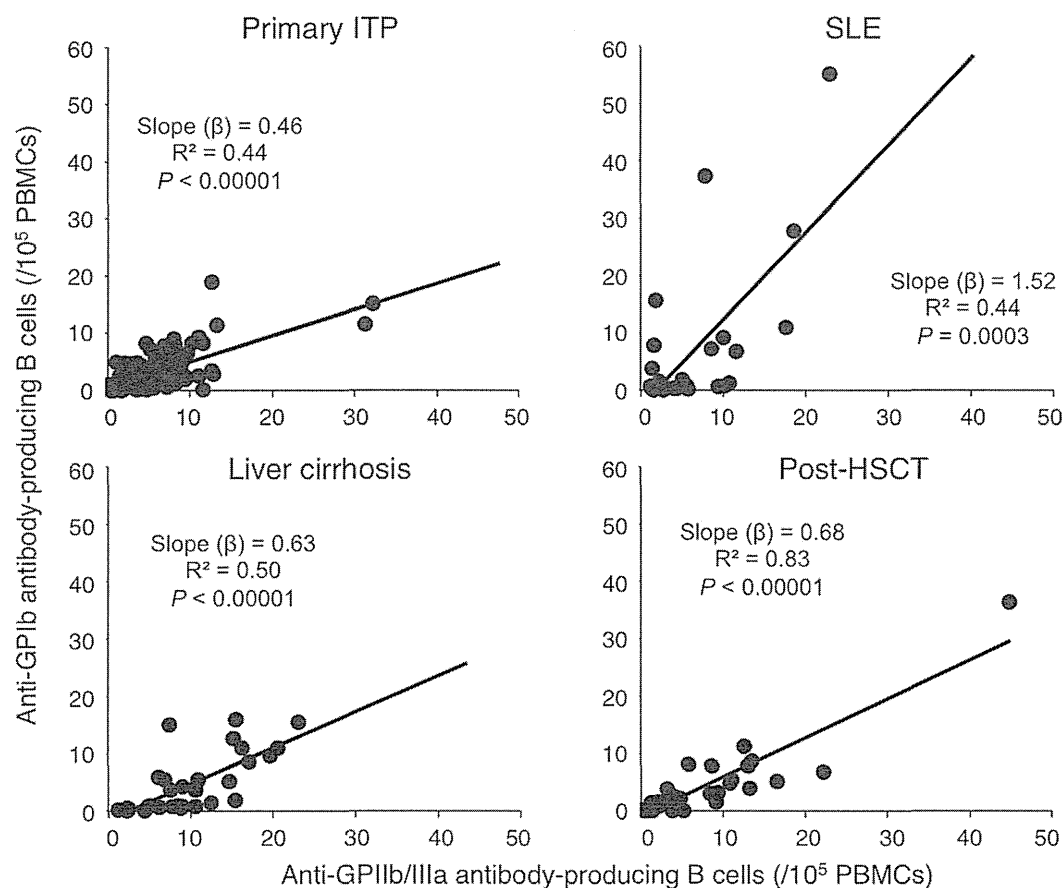 Primary ITP
SLE
Anti-GPIb antibody-producing B cells (/10⁵ PBMCs)
60
50
40
30
20
10
0
Slope (β) = 0.46
R² = 0.44
P < 0.00001
0 10 20 30 40 50
60
50
40
30
20
10
0
Slope (β) = 1.52
R² = 0.44
P = 0.0003
0 10 20 30 40 50
Liver cirrhosis
Post-HSCT
60
50
40
30
20
10
0
Slope (β) = 0.63
R² = 0.50
P < 0.00001
0 10 20 30 40 50
60
50
40
30
20
10
0
Slope (β) = 0.68
R² = 0.83
P < 0.00001
0 10 20 30 40 50
Anti-GPIIb/IIIa antibody-producing B cells (/10⁵ PBMCs)